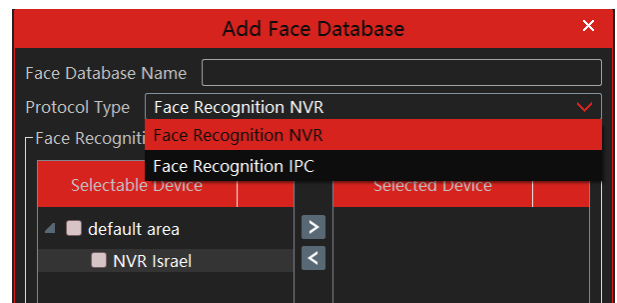 Add Face Database ×
Face Database Name
Protocol Type Face Recognition NVR
Face Recogniti Face Recognition NVR
Face Recognition IPC
Selectable Device Selected Device
default area >
NVR Israel <